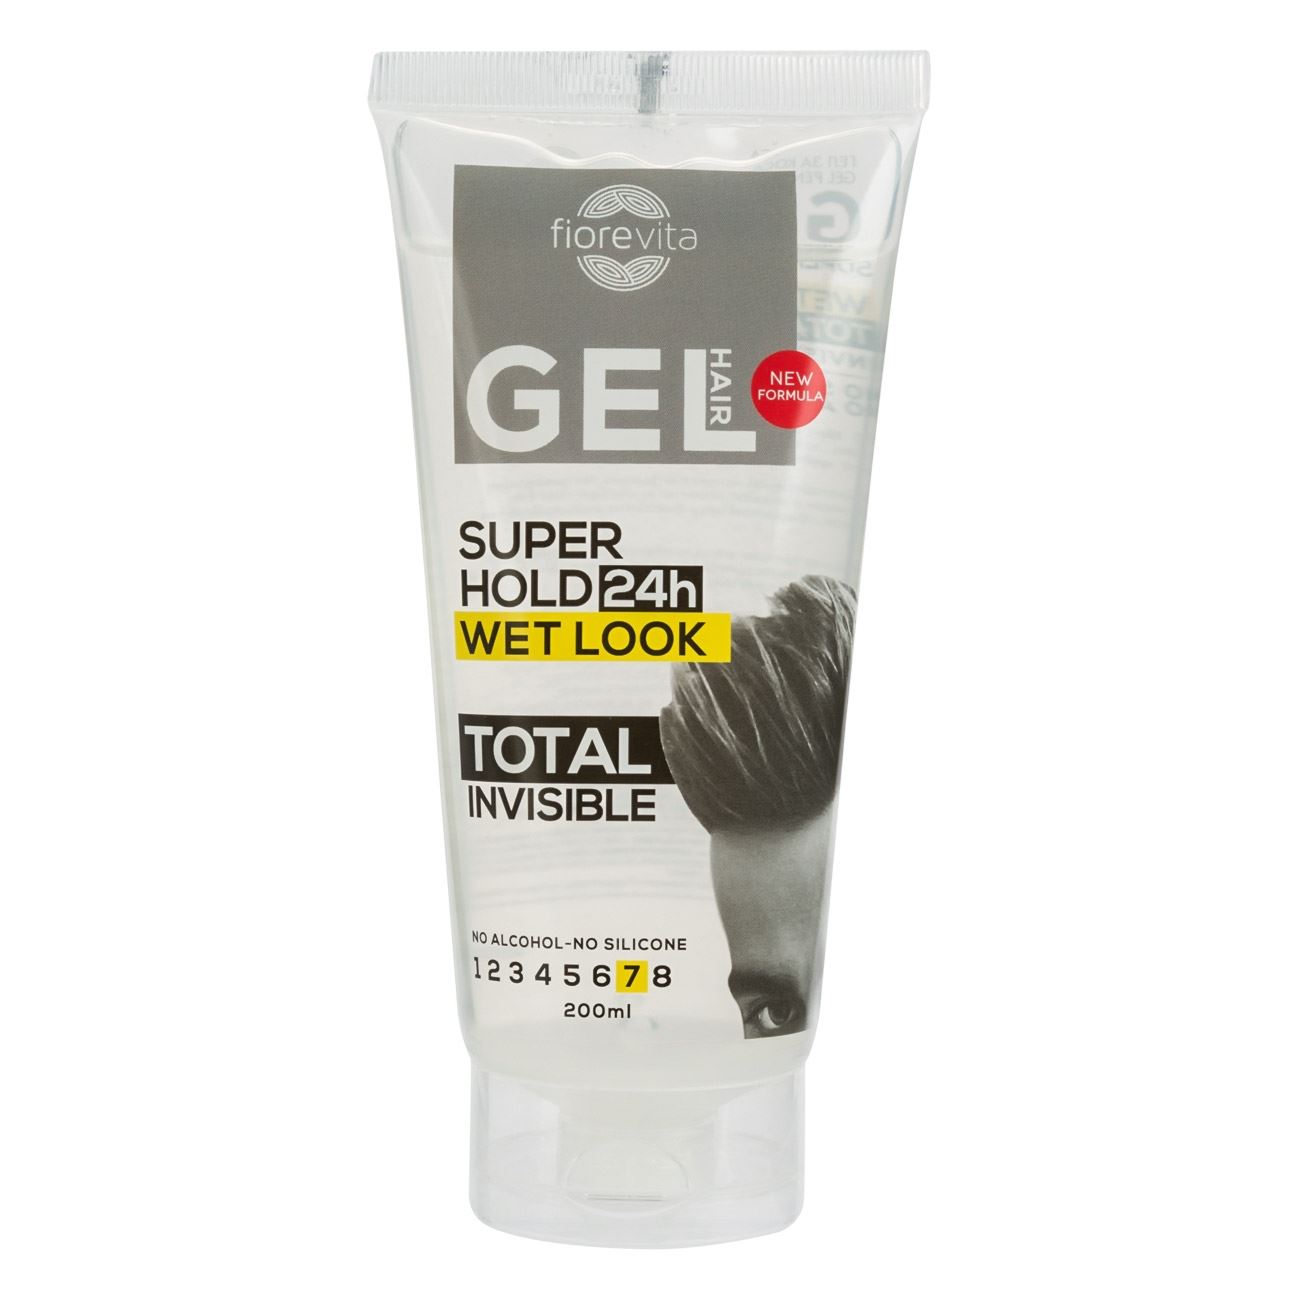 fiorevita
GEL
HAIR
NEW
FORMULA
SUPER
HOLD 24h
WET LOOK
TOTAL
INVISIBLE
NO ALCOHOL-NO SILICONE
1 2 3 4 5 6 7 8
200ml